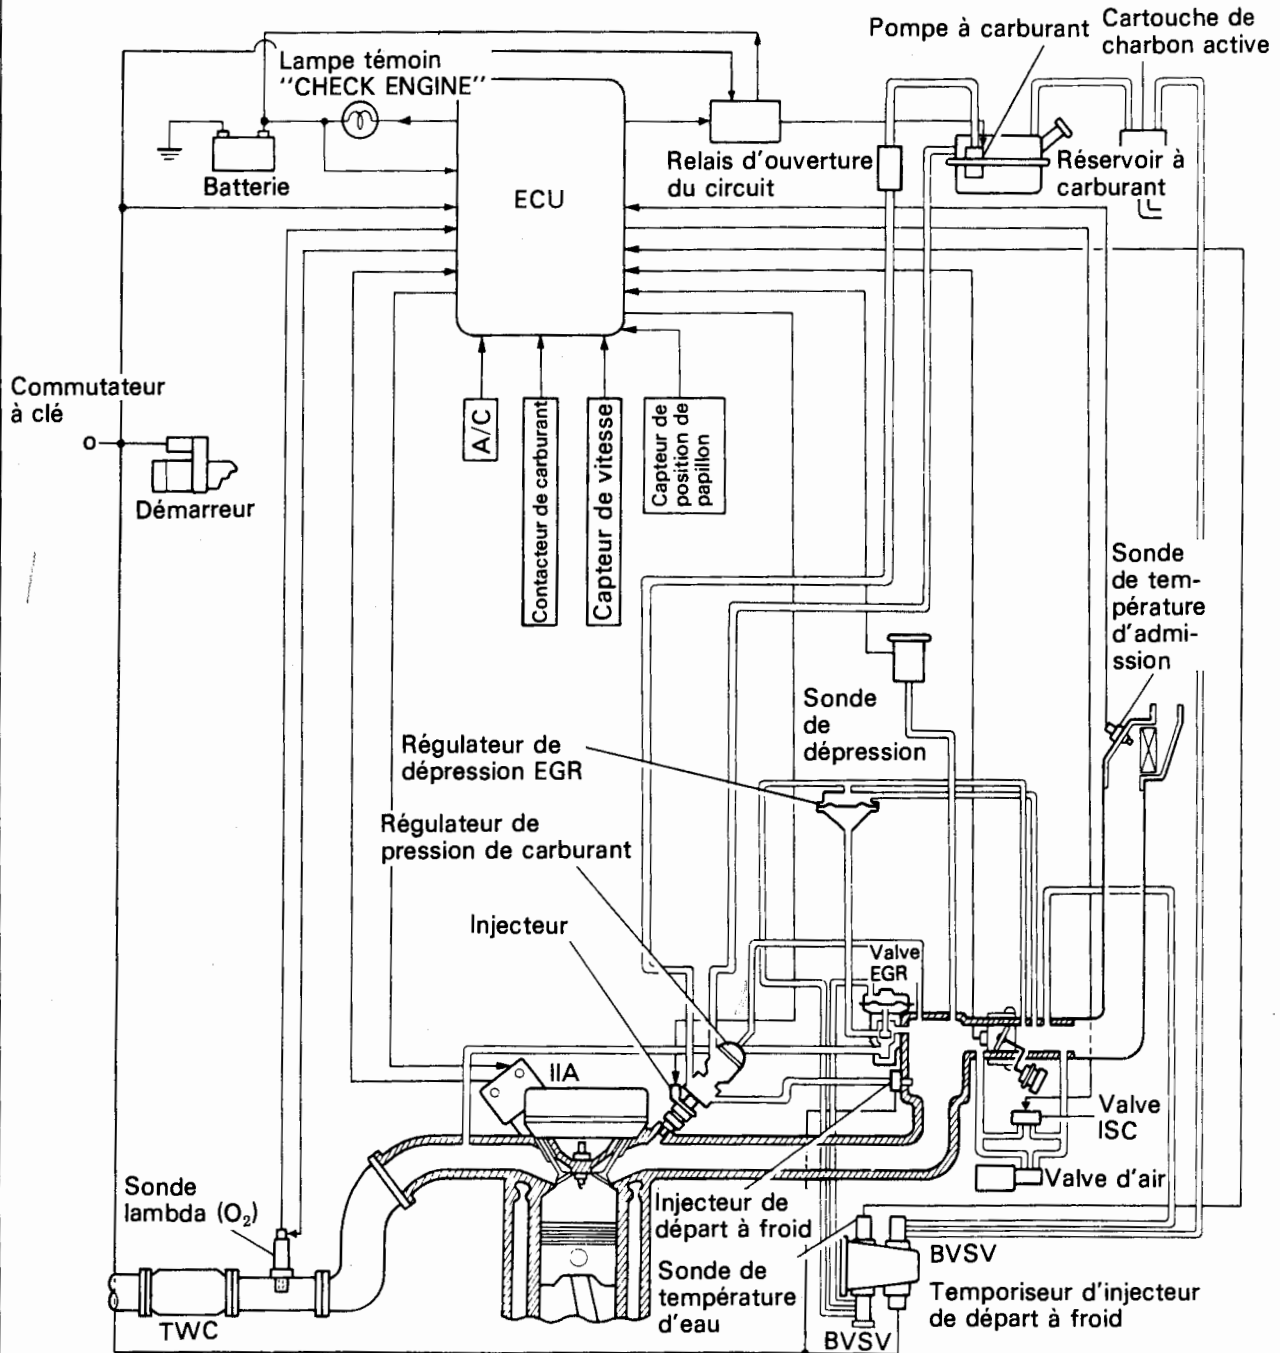 Pompe à carburant
Cartouche de
charbon active
Lampe témoin
"CHECK ENGINE"
Batterie
ECU
Relais d'ouverture
du circuit
Réservoir à
carburant
Commutateur
à clé
Démarreur
A/C
Contacteur de carburant
Capteur de vitesse
Capteur de
position de
papillon
Sonde
de tem-
pérature
d'admi-
ssion
Sonde
de
dépression
Régulateur de
dépression EGR
Régulateur de
pression de carburant
Injecteur
Valve
EGR
IIA
Valve
ISC
Valve d'air
Sonde
lambda (O₂)
Injecteur de
départ à froid
BVSV
Sonde de
température
d'eau
Temporiseur d'injecteur
de départ à froid
TWC
BVSV